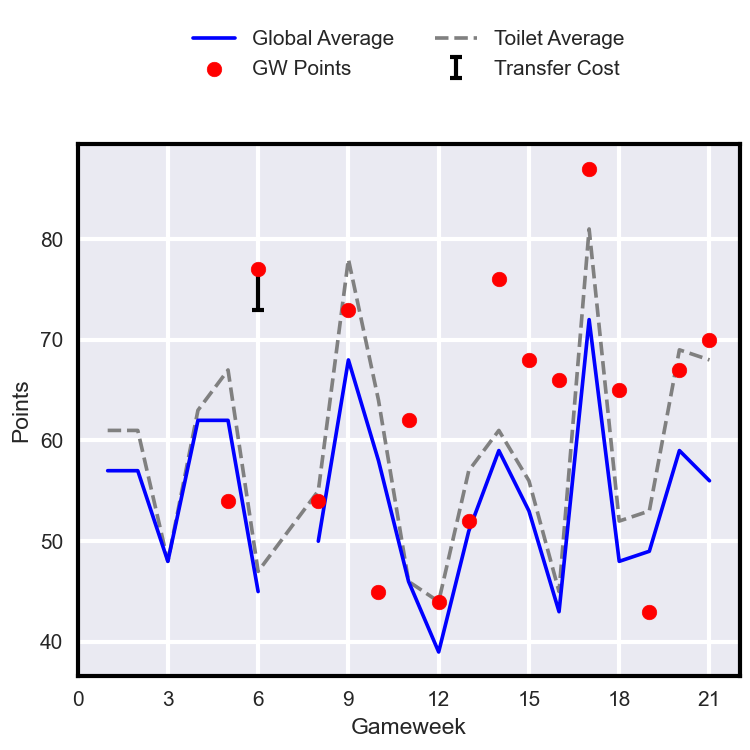 Global Average Toilet Average
GW Points Transfer Cost
80
70
60
50
40
Points
0 3 6 9 12 15 18 21
Gameweek